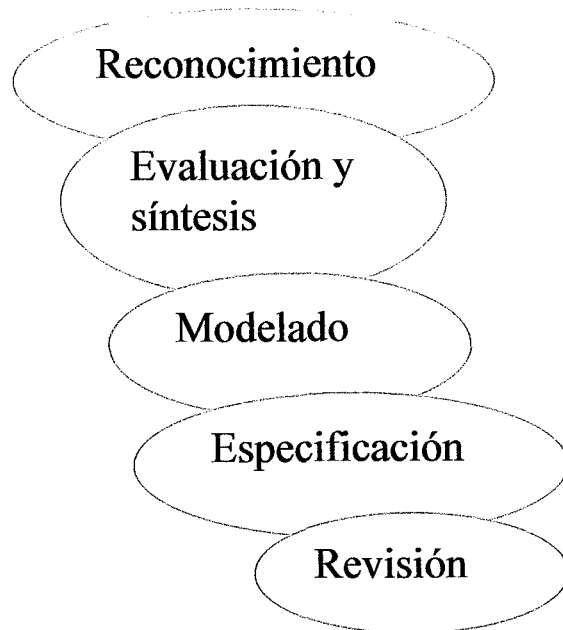 Reconocimiento
Evaluación y
síntesis
Modelado
Especificación
Revisión